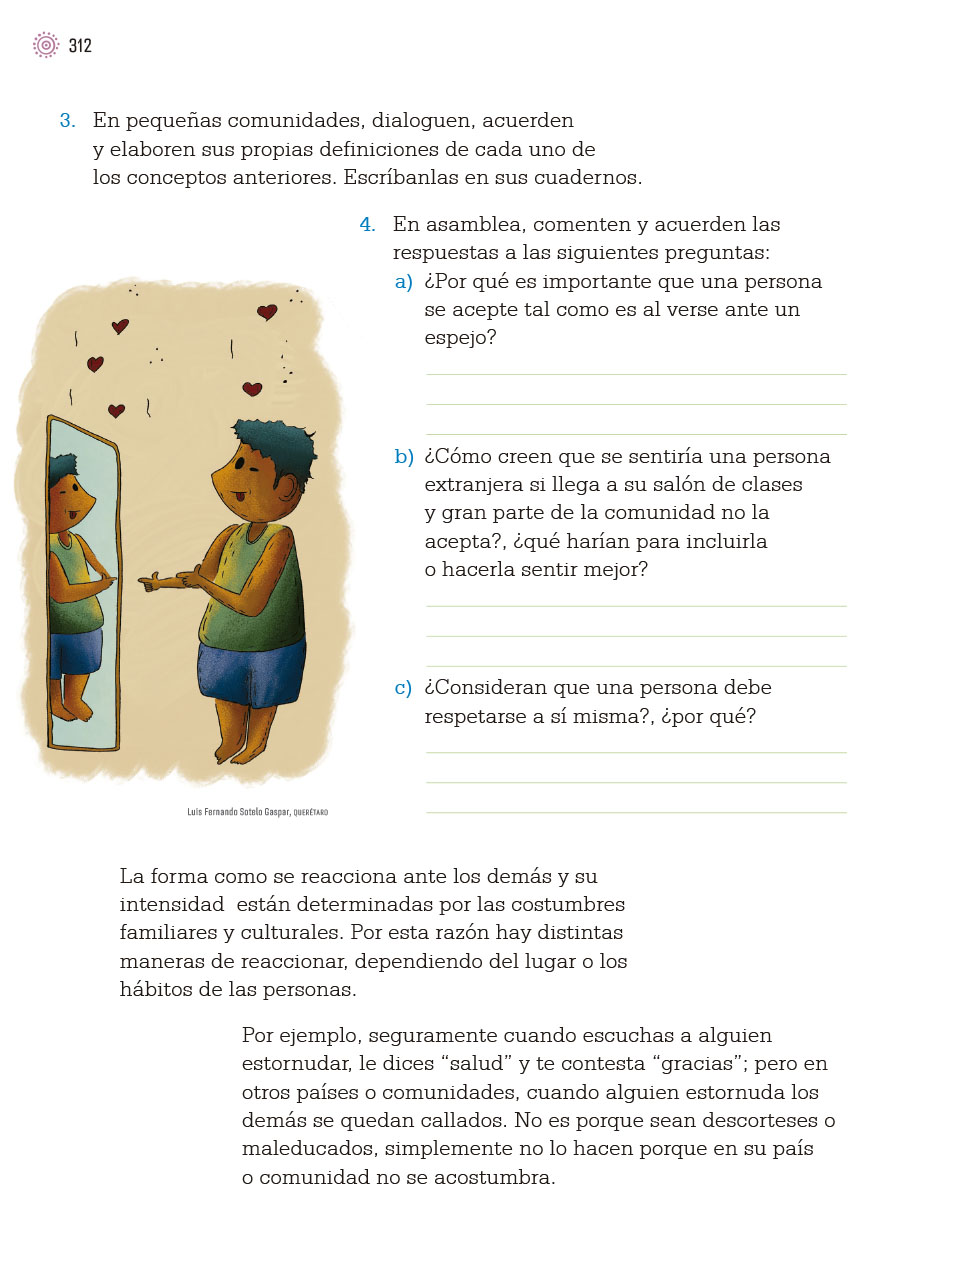 312
3. En pequeñas comunidades, dialoguen, acuerden
y elaboren sus propias definiciones de cada uno de
los conceptos anteriores. Escríbanlas en sus cuadernos.
4. En asamblea, comenten y acuerden las
respuestas a las siguientes preguntas:
a) ¿Por qué es importante que una persona
se acepte tal como es al verse ante un
espejo?
b) ¿Cómo creen que se sentiría una persona
extranjera si llega a su salón de clases
y gran parte de la comunidad no la
acepta?, ¿qué harían para incluirla
o hacerla sentir mejor?
c) ¿Consideran que una persona debe
respetarse a sí misma?, ¿por qué?
Luis Fernando Sotelo Gaspar, QUERÉTARO
La forma como se reacciona ante los demás y su
intensidad  están determinadas por las costumbres
familiares y culturales. Por esta razón hay distintas
maneras de reaccionar, dependiendo del lugar o los
hábitos de las personas.
Por ejemplo, seguramente cuando escuchas a alguien
estornudar, le dices “salud” y te contesta “gracias”; pero en
otros países o comunidades, cuando alguien estornuda los
demás se quedan callados. No es porque sean descorteses o
maleducados, simplemente no lo hacen porque en su país
o comunidad no se acostumbra.